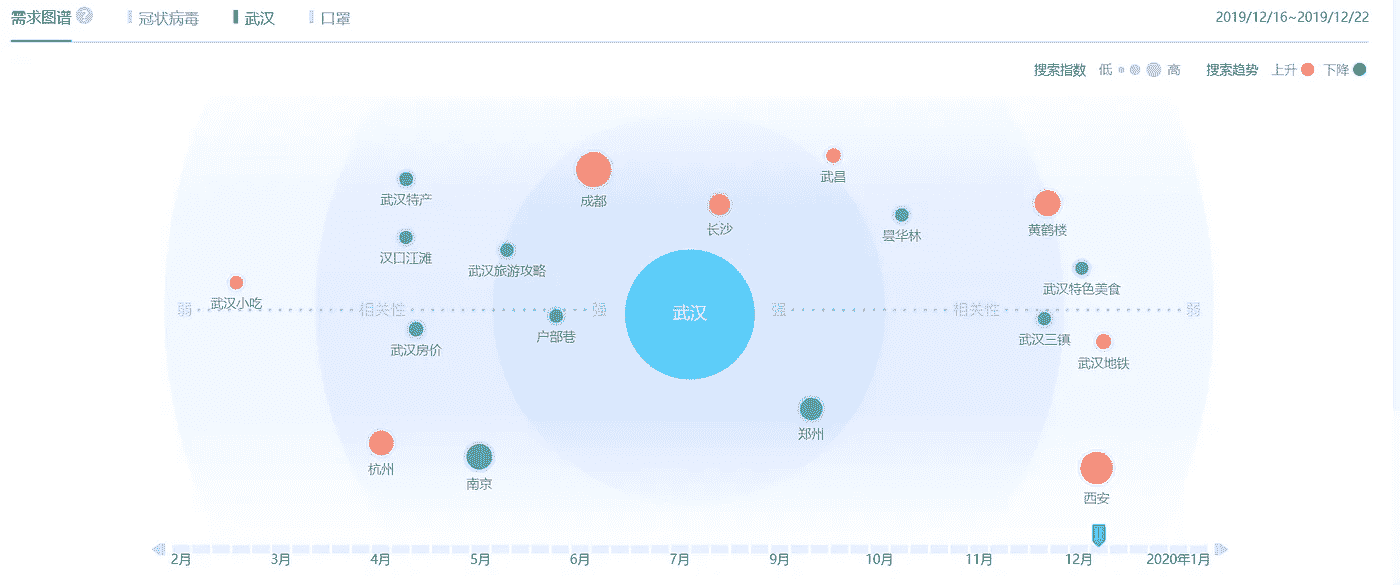 需求图谱 ? 冠状病毒 武汉 口罩 2019/12/16~2019/12/22
搜索指数 低 高 搜索趋势 上升 下降
武昌
武汉特产
成都
长沙
黄鹤楼
昙华林
汉口江滩
武汉旅游攻略
武汉特色美食
武汉小吃
弱 相关性 强 武汉 强 相关性 弱
户部巷
武汉三镇
武汉房价
武汉地铁
郑州
杭州
南京
西安
2月 3月 4月 5月 6月 7月 8月 9月 10月 11月 12月 2020年1月